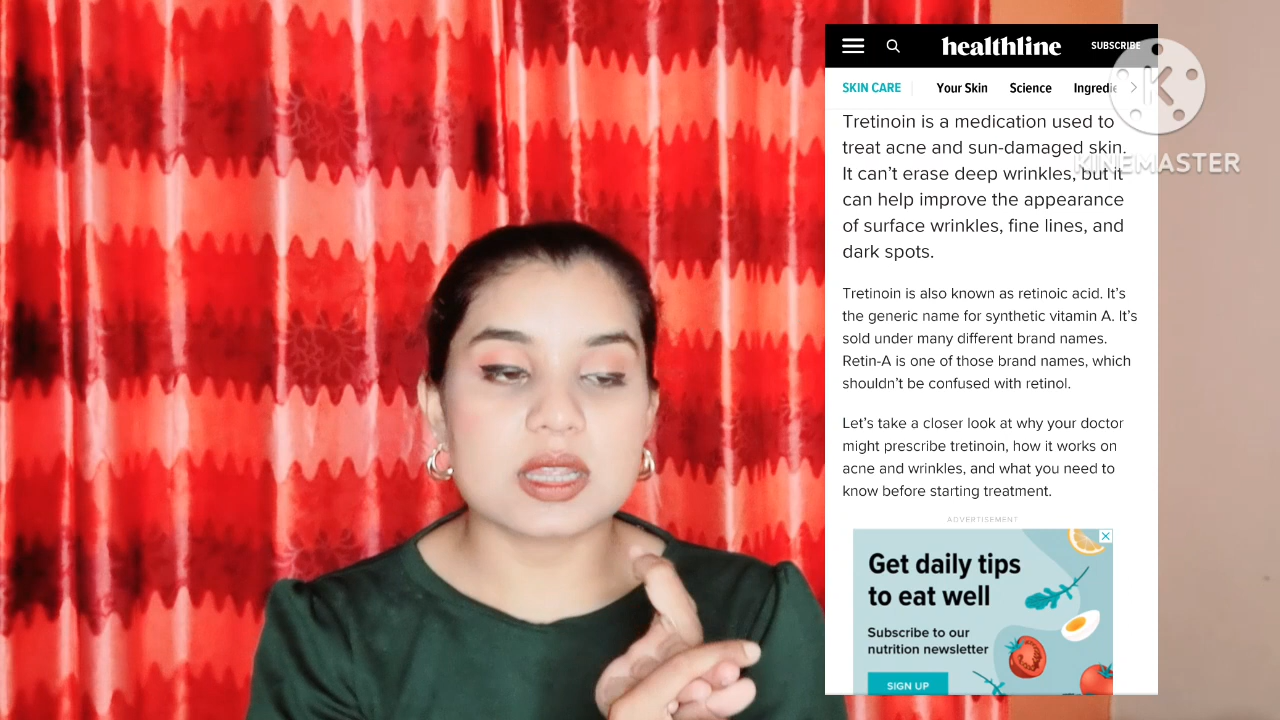 healthline
SUBSCRIBE
SKIN CARE
Your Skin
Science
Ingredie
KINEMASTER
Tretinoin is a medication used to
treat acne and sun-damaged skin.
It can't erase deep wrinkles, but it
can help improve the appearance
of surface wrinkles, fine lines, and
dark spots.
Tretinoin is also known as retinoic acid. It's
the generic name for synthetic vitamin A. It's
sold under many different brand names.
Retin-A is one of those brand names, which
shouldn't be confused with retinol.
Let's take a closer look at why your doctor
might prescribe tretinoin, how it works on
acne and wrinkles, and what you need to
know before starting treatment.
ADVERTISEMENT
Get daily tips
to eat well
Subscribe to our
nutrition newsletter
SIGN UP